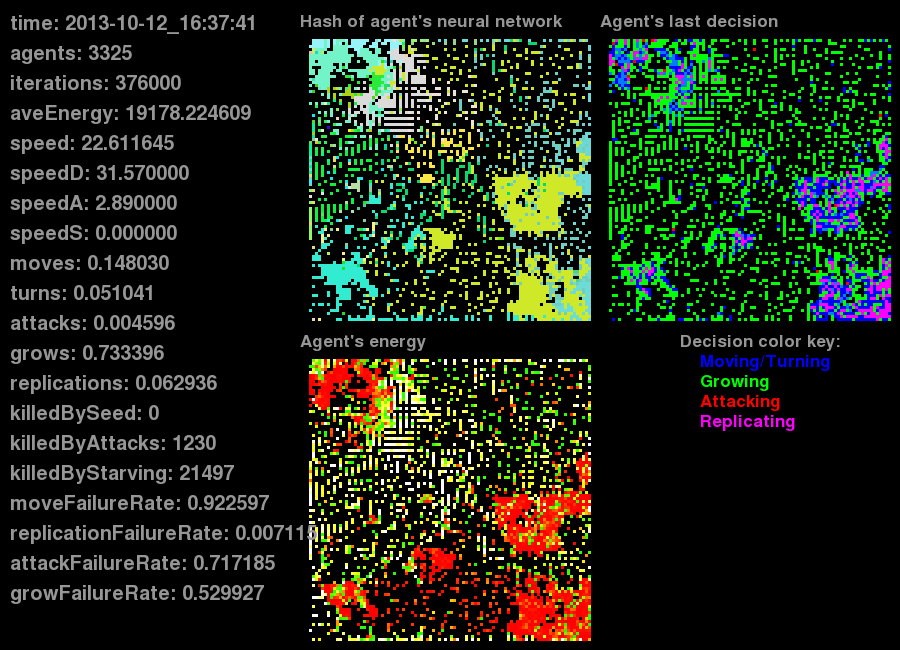 time: 2013-10-12_16:37:41
agents: 3325
iterations: 376000
aveEnergy: 19178.224609
speed: 22.611645
speedD: 31.570000
speedA: 2.890000
speedS: 0.000000
moves: 0.148030
turns: 0.051041
attacks: 0.004596
grows: 0.733396
replications: 0.062936
killedBySeed: 0
killedByAttacks: 1230
killedByStarving: 21497
moveFailureRate: 0.922597
replicationFailureRate: 0.007115
attackFailureRate: 0.717185
growFailureRate: 0.529927
Hash of agent's neural network
Agent's last decision
Agent's energy
Decision color key:
Moving/Turning
Growing
Attacking
Replicating